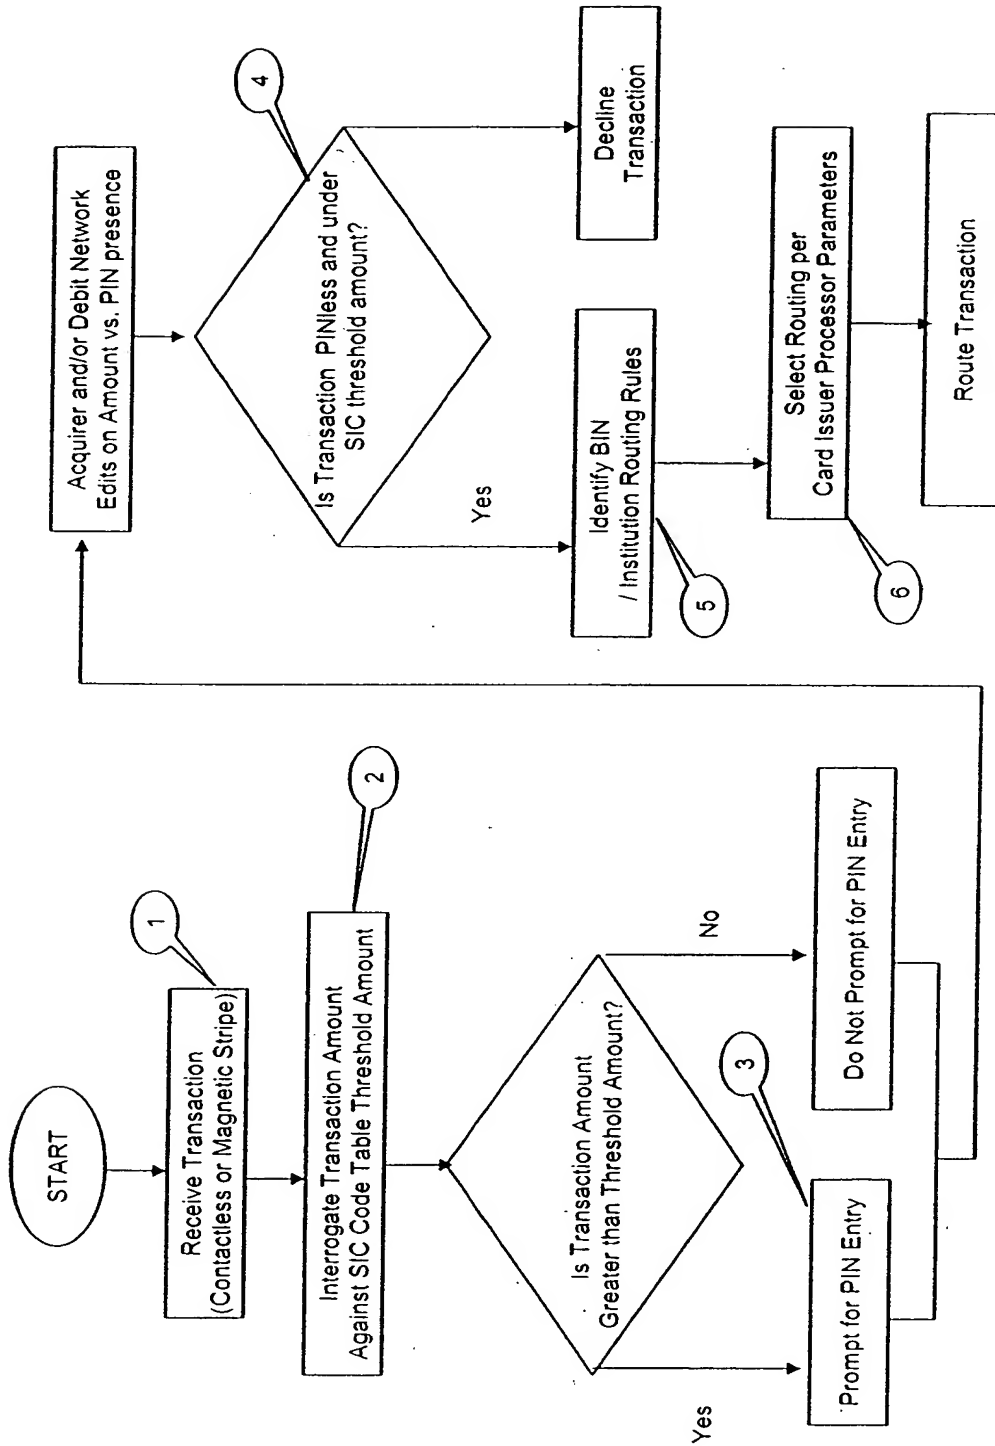 START
Receive Transaction
(Contactless or Magnetic Stripe)
1
Interrogate Transaction Amount
Against SIC Code Table Threshold Amount
2
Is Transaction Amount
Greater than Threshold Amount?
Yes
No
Prompt for PIN Entry
3
Do Not Prompt for PIN Entry
Acquirer and/or Debit Network
Edits on Amount vs. PIN presence
Is Transaction PINless and under
SIC threshold amount?
4
Yes
Decline
Transaction
Identify BIN
/ Institution Routing Rules
5
Select Routing per
Card Issuer Processor Parameters
6
Route Transaction